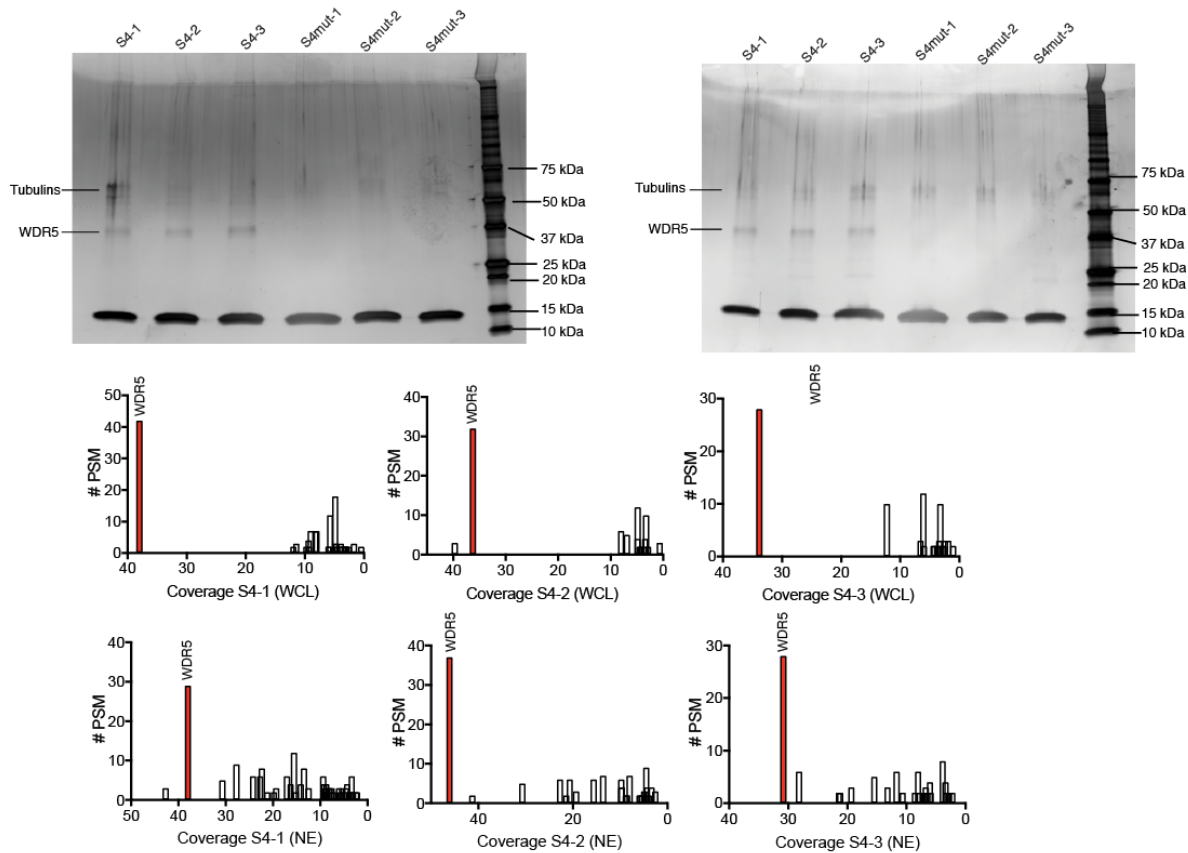 S4-1 S4-2 S4-3 S4mut-1 S4mut-2 S4mut-3
Tubulins
WDR5
75 kDa
50 kDa
37 kDa
25 kDa
20 kDa
15 kDa
10 kDa
S4-1 S4-2 S4-3 S4mut-1 S4mut-2 S4mut-3
Tubulins
WDR5
75 kDa
50 kDa
37 kDa
25 kDa
20 kDa
15 kDa
10 kDa
WDR5
# PSM
50
40
30
20
10
0
40 30 20 10 0
Coverage S4-1 (WCL)
WDR5
# PSM
40
30
20
10
0
40 30 20 10 0
Coverage S4-2 (WCL)
WDR5
# PSM
30
20
10
0
40 30 20 10 0
Coverage S4-3 (WCL)
WDR5
# PSM
40
30
20
10
0
50 40 30 20 10 0
Coverage S4-1 (NE)
WDR5
# PSM
40
30
20
10
0
40 30 20 10 0
Coverage S4-2 (NE)
WDR5
# PSM
30
20
10
0
40 30 20 10 0
Coverage S4-3 (NE)